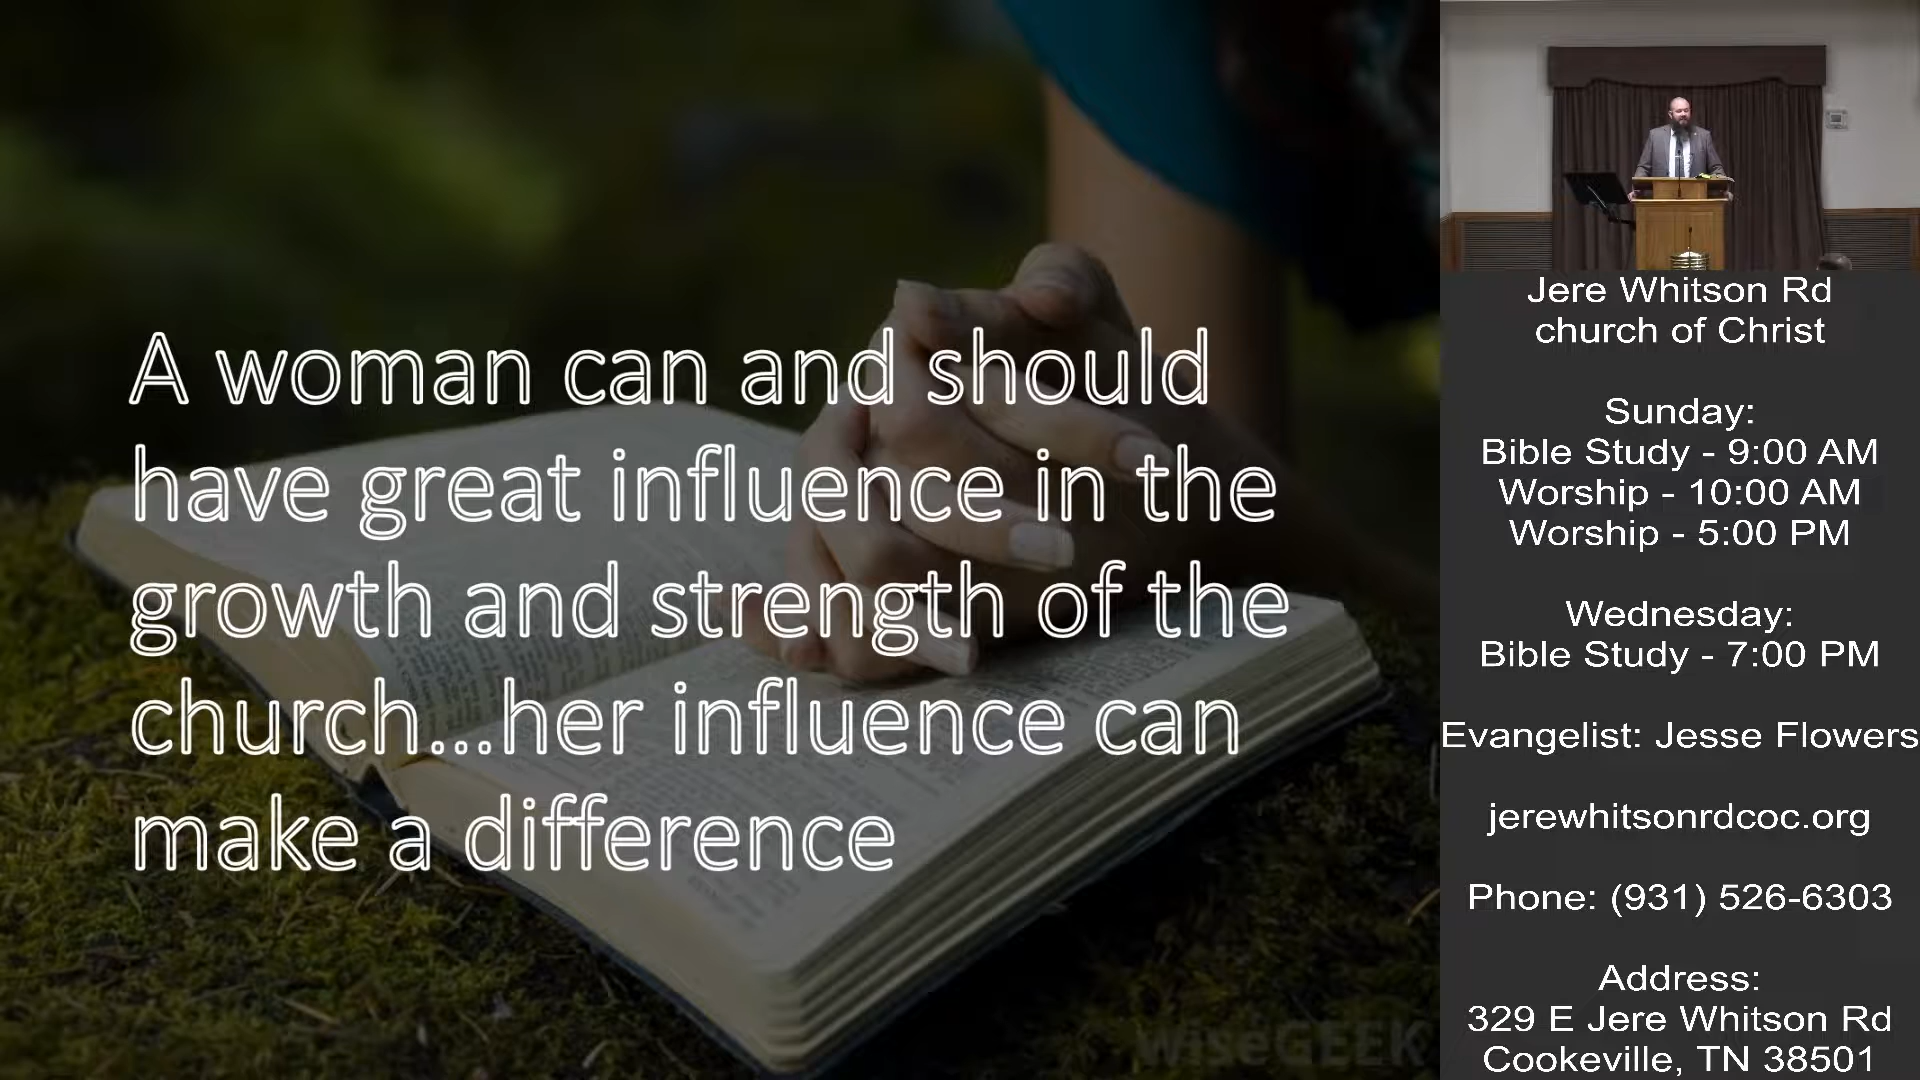 A woman can and should
have great influence in the
growth and strength of the
church...her influence can
make a difference
wiseGEEK
Jere Whitson Rd
church of Christ
Sunday:
Bible Study - 9:00 AM
Worship - 10:00 AM
Worship - 5:00 PM
Wednesday:
Bible Study - 7:00 PM
Evangelist: Jesse Flowers
jerewhitsonrdcoc.org
Phone: (931) 526-6303
Address:
329 E Jere Whitson Rd
Cookeville, TN 38501